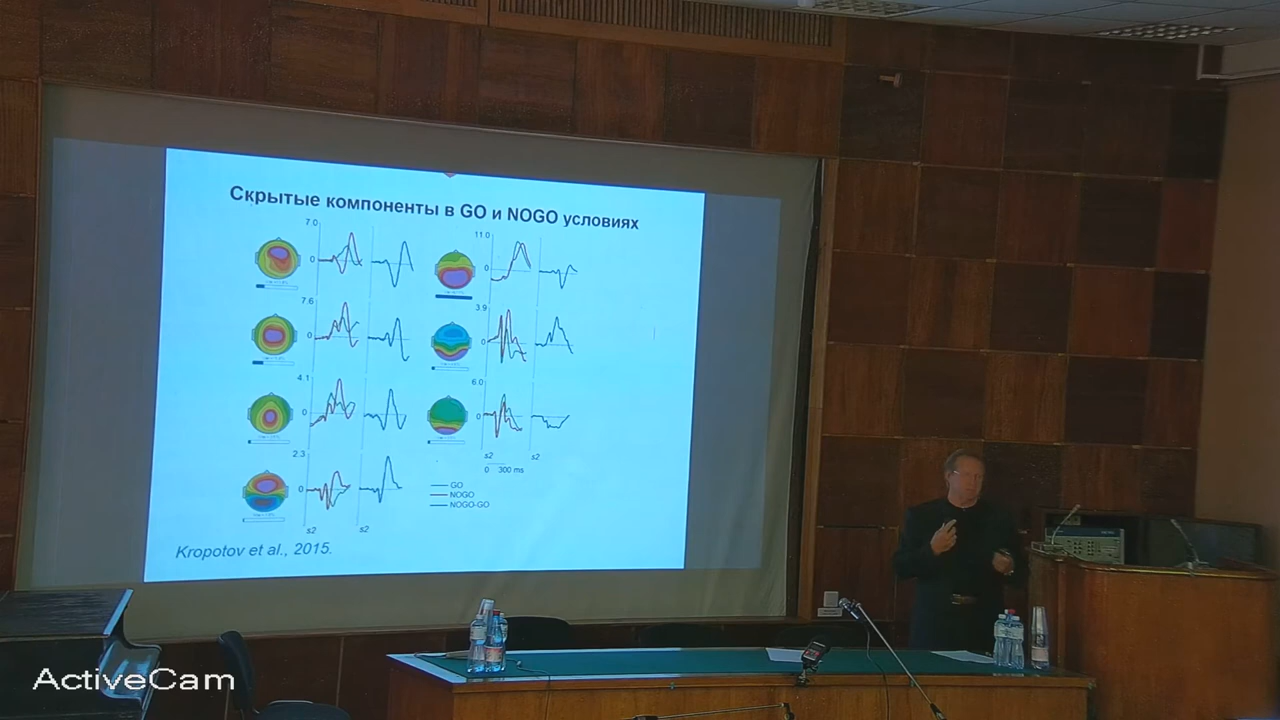 Скрытые компоненты в GO и NOGO условиях
7.0
0
11.0
0
7.6
0
3.9
0
4.1
0
6.0
0
2.3
0
s2
s2
s2
s2
0 300 ms
GO
NOGO
NOGO-GO
Kropotov et al., 2015.
ActiveCam